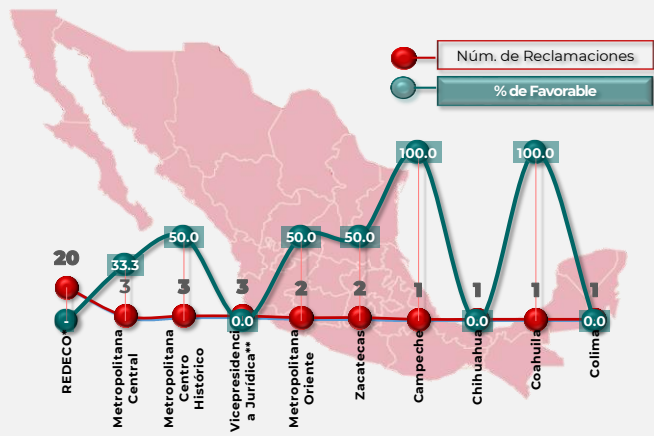 Núm. de Reclamaciones
% de Favorable
100.0
100.0
50.0
50.0
50.0
33.3
20
3
3
3
2
2
1
1
1
1
-
0.0
0.0
0.0
REDECO*
Metropolitana
Central
Metropolitana
Centro
Histórico
Vicepresidenci
a Jurídica**
Metropolitana
Oriente
Zacatecas
Campeche
Chihuahua
Coahuila
Colima